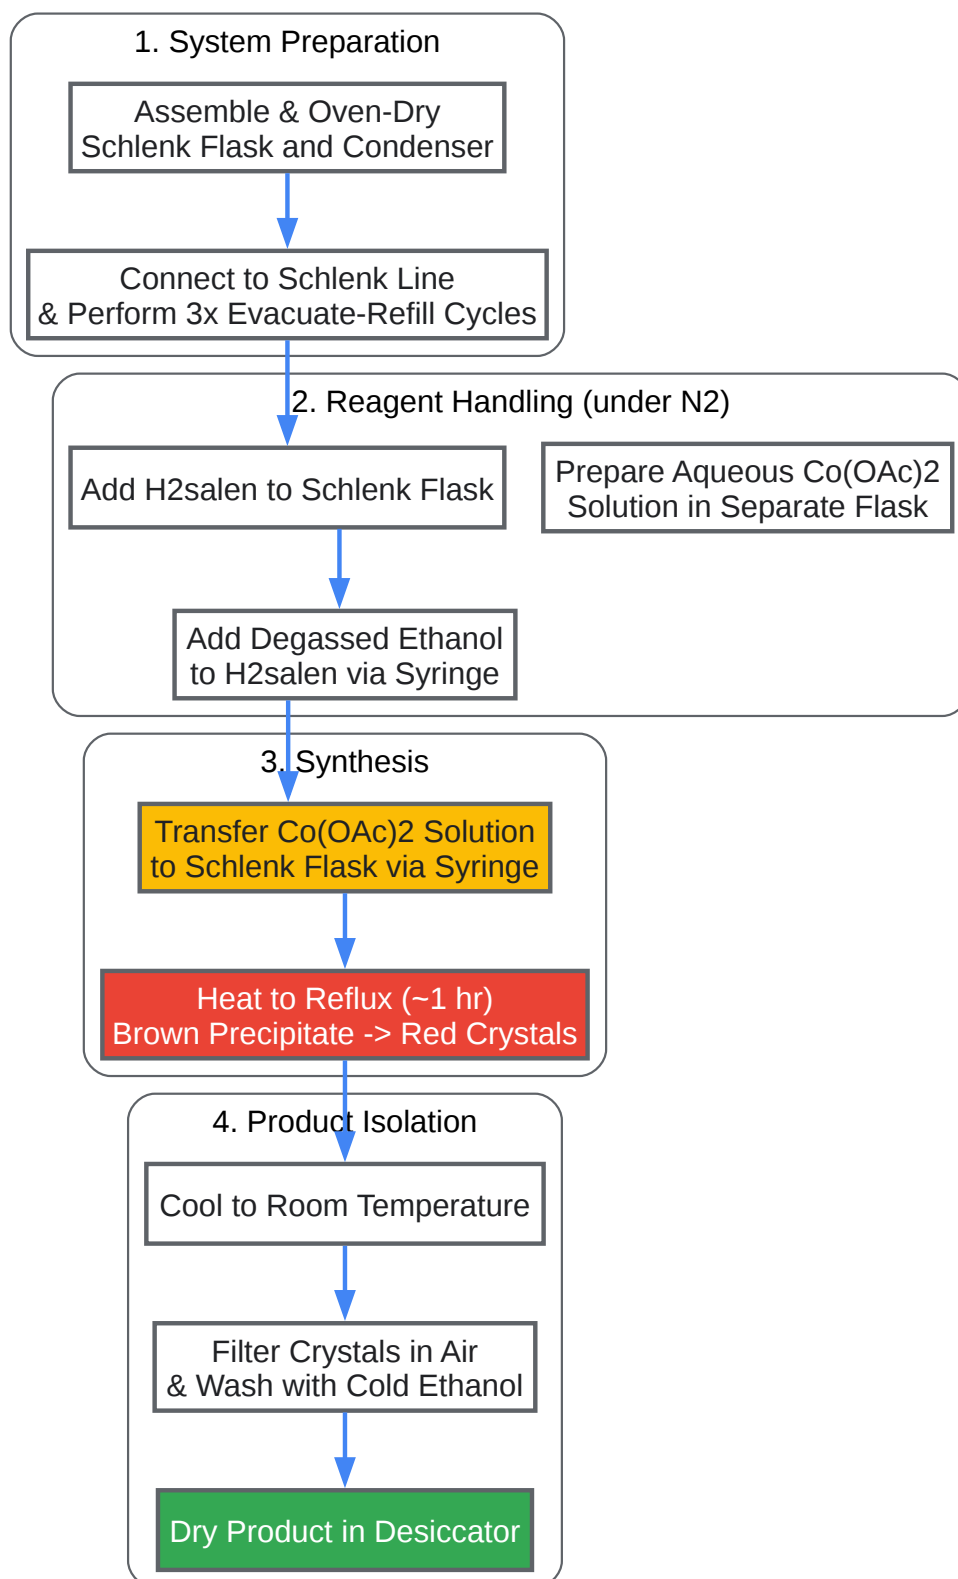 1. System Preparation
Assemble & Oven-Dry
Schlenk Flask and Condenser
Connect to Schlenk Line
& Perform 3x Evacuate-Refill Cycles
2. Reagent Handling (under N2)
Add H2salen to Schlenk Flask
Prepare Aqueous Co(OAc)2
Solution in Separate Flask
Add Degassed Ethanol
to H2salen via Syringe
3. Synthesis
Transfer Co(OAc)2 Solution
to Schlenk Flask via Syringe
Heat to Reflux (~1 hr)
Brown Precipitate -> Red Crystals
4. Product Isolation
Cool to Room Temperature
Filter Crystals in Air
& Wash with Cold Ethanol
Dry Product in Desiccator